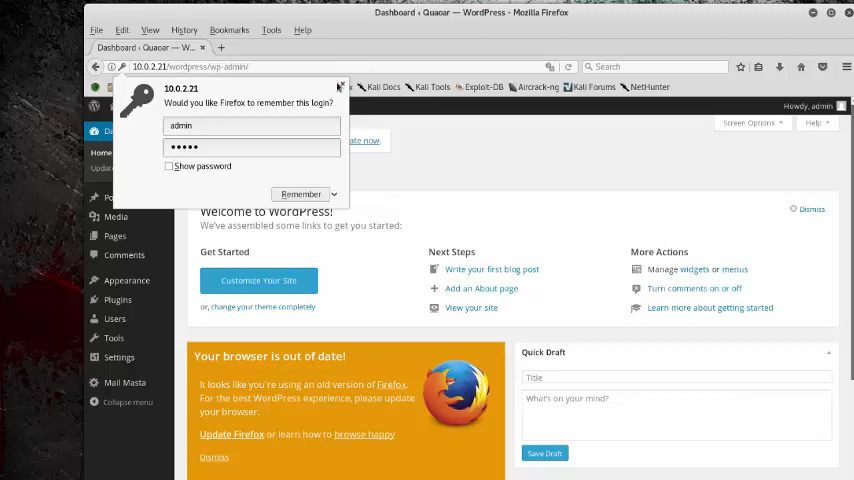 Dashboard ‹ Quaoar — WordPress - Mozilla Firefox
File Edit View History Bookmarks Tools Help
Dashboard ‹ Quaoar — W...
10.0.2.21/wordpress/wp-admin/
Search
Kali Docs Kali Tools Exploit-DB Aircrack-ng Kali Forums NetHunter
Howdy, admin
10.0.2.21
Would you like Firefox to remember this login?
admin
•••••
Show password
Remember
Screen Options Help
Home
Media
Pages
Comments
Appearance
Plugins
Users
Tools
Settings
Mail Masta
Collapse menu
Welcome to WordPress!
Dismiss
We've assembled some links to get you started:
Get Started
Customize Your Site
or, change your theme completely
Next Steps
Write your first blog post
Add an About page
View your site
More Actions
Manage widgets or menus
Turn comments on or off
Learn more about getting started
Your browser is out of date!
It looks like you're using an old version of Firefox.
For the best WordPress experience, please update
your browser.
Update Firefox or learn how to browse happy
Dismiss
Quick Draft
Title
What's on your mind?
Save Draft